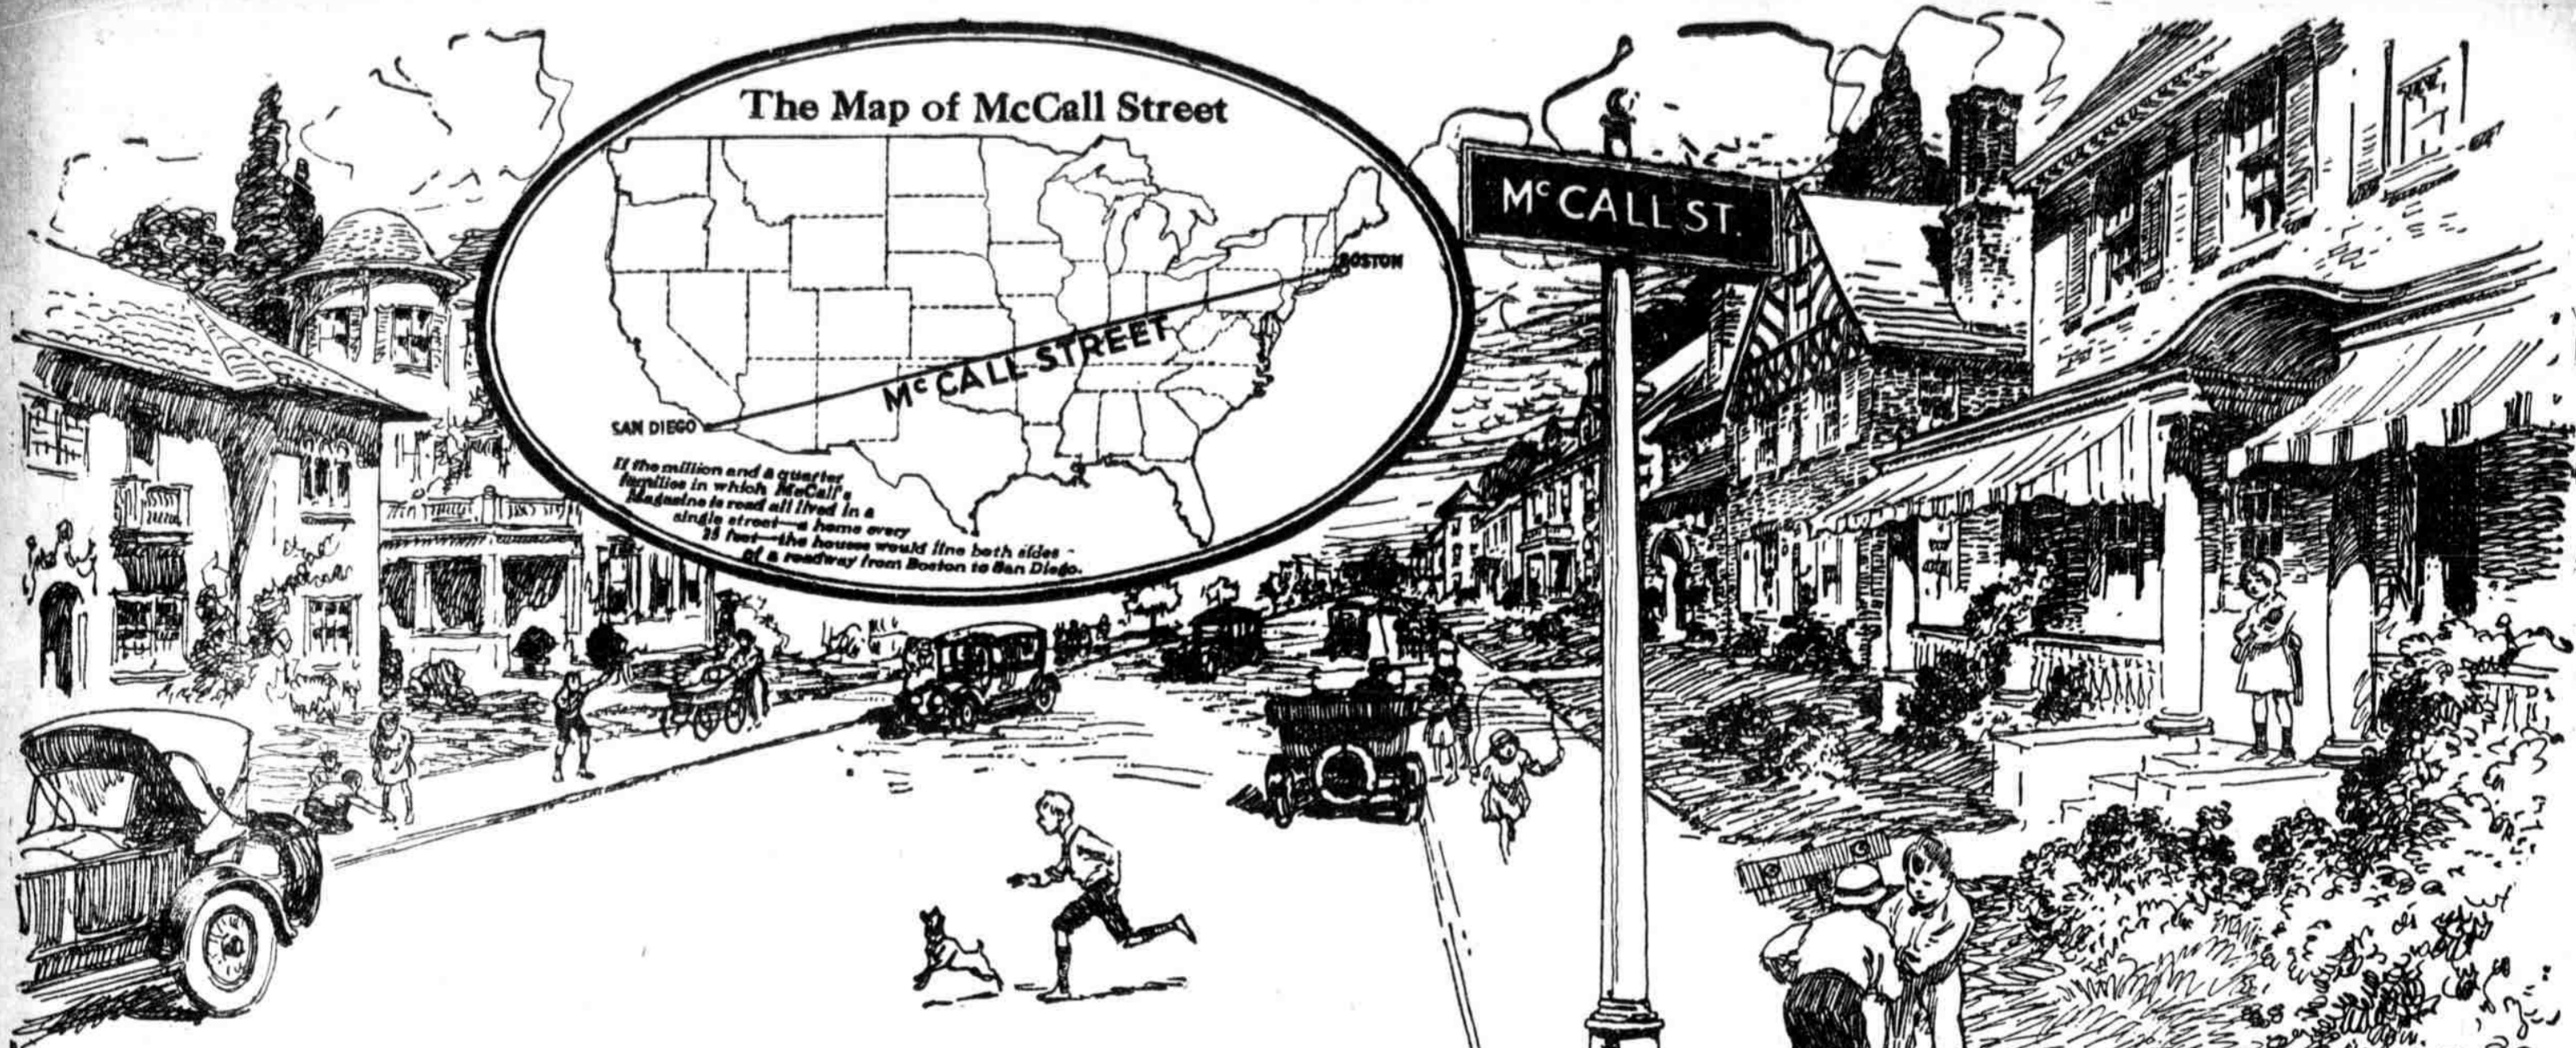 The Map of McCall Street
McCALL ST.
BOSTON
McCALL STREET
SAN DIEGO
If the million and a quarter
families in which McCall's
Magazine is read all lived in a
single street—a home every
25 feet—the houses would line both sides
of a roadway from Boston to San Diego.